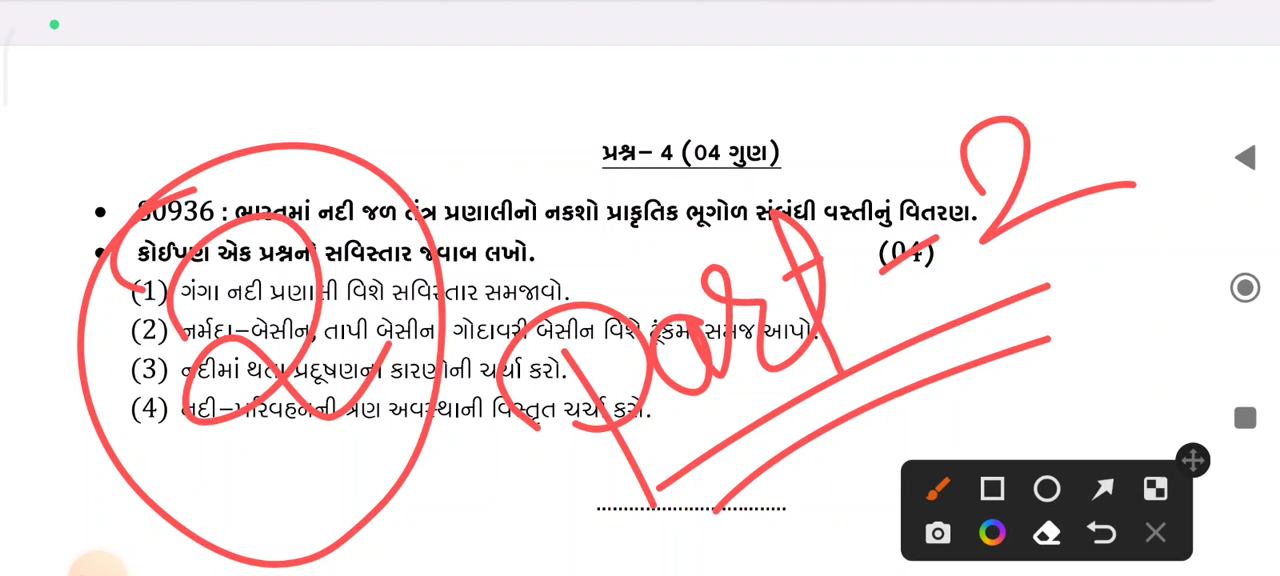 પ્રશ્ન– 4 (04 ગુણ)
• S0936 : ભારતમાં નદી જળ તંત્ર પ્રણાલીનો નકશો પ્રાકૃતિક ભૂગોળ સંબંધી વસ્તીનું વિતરણ.
• કોઈપણ એક પ્રશ્નનો સવિસ્તાર જવાબ લખો. (04)
(1) ગંગા નદી પ્રણાલી વિશે સવિસ્તાર સમજાવો.
(2) નર્મદા–બેસીન, તાપી બેસીન, ગોદાવરી બેસીન વિશે ટૂંકમાં સમજ આપો.
(3) નદીમાં થતા પ્રદૂષણના કારણોની ચર્ચા કરો.
(4) નદી–પરિવહનની ત્રણ અવસ્થાની વિસ્તૃત ચર્ચા કરો.
2
Part - 2